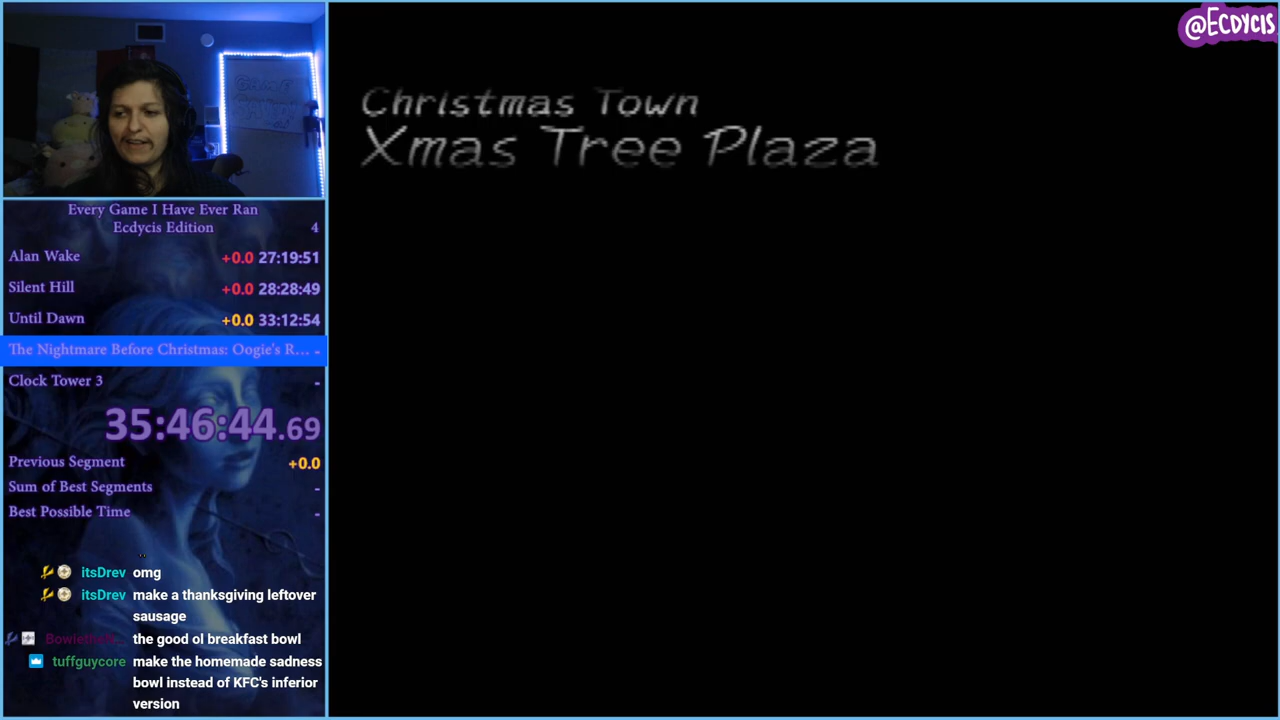 @ECDYCIS
Christmas Town
Xmas Tree Plaza
Every Game I Have Ever Ran
Ecdycis Edition 4
Alan Wake +0.0 27:19:51
Silent Hill +0.0 28:28:49
Until Dawn +0.0 33:12:54
The Nightmare Before Christmas: Oogie's R... -
Clock Tower 3 -
35:46:44.69
Previous Segment +0.0
Sum of Best Segments -
Best Possible Time -
itsDrev omg
itsDrev make a thanksgiving leftover
sausage
the good ol breakfast bowl
tuffguycore make the homemade sadness
bowl instead of KFC's inferior
version